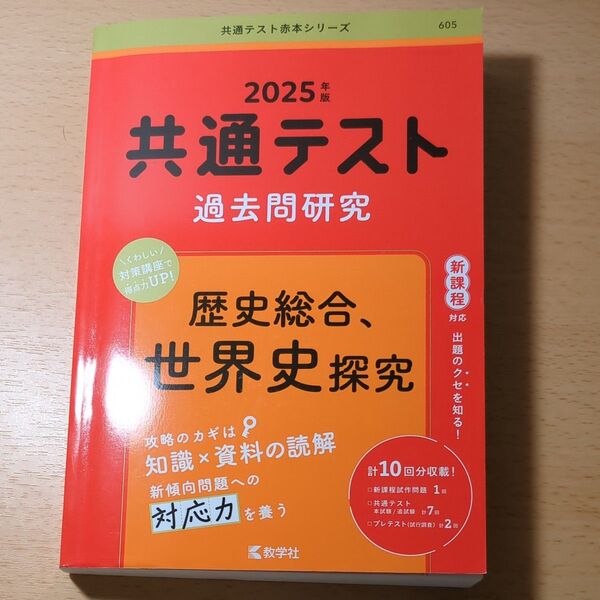 共通テスト赤本シリーズ
605
2025年版
共通テスト
過去問研究
くわしい
対策講座で
得点力UP!
新課程
対応
出題のクセを知る!
歴史総合、
世界史探究
攻略のカギは
知識×資料の読解
新傾向問題への
対応力を養う
計10回分収載!
新課程試作問題 1回
共通テスト
本試験/追試験 計7回
プレテスト(試行調査) 計2回
教学社